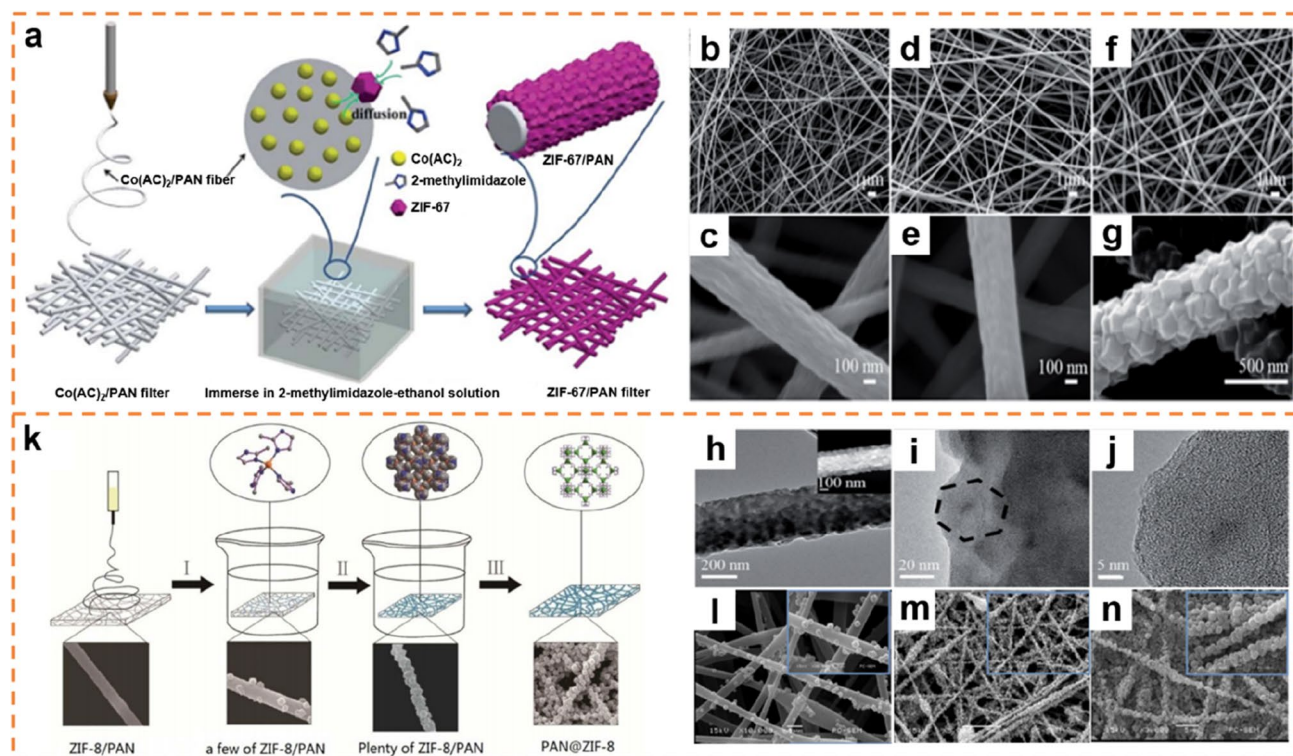 a
diffusion
Co(AC)₂/PAN fiber
Co(AC)₂
2-methylimidazole
ZIF-67
ZIF-67/PAN
Co(AC)₂/PAN filter
Immerse in 2-methylimidazole-ethanol solution
ZIF-67/PAN filter
b
1μm
d
1μm
f
1μm
c
100 nm
e
100 nm
g
500 nm
k
I
II
III
ZIF-8/PAN
a few of ZIF-8/PAN
Plenty of ZIF-8/PAN
PAN@ZIF-8
h
100 nm
200 nm
i
20 nm
j
5 nm
l
m
n